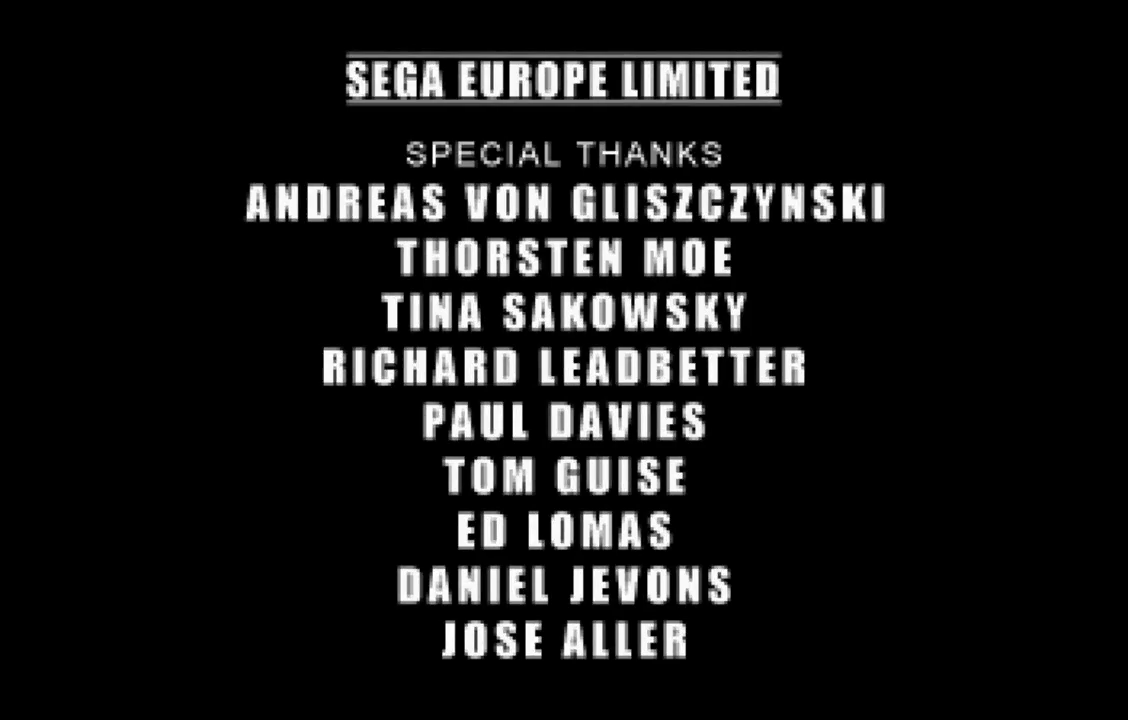 SEGA EUROPE LIMITED
SPECIAL THANKS
ANDREAS VON GLISZCZYNSKI
THORSTEN MOE
TINA SAKOWSKY
RICHARD LEADBETTER
PAUL DAVIES
TOM GUISE
ED LOMAS
DANIEL JEVONS
JOSE ALLER